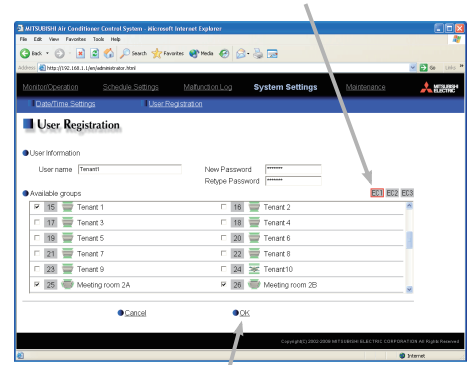 MITSUBISHI Air Conditioner Control System - Microsoft Internet Explorer
File Edit View Favorites Tools Help
Back Search Favorites Media
Address http://192.168.1.1/en/administrator.html Go Links »
Monitor/Operation Schedule Settings Malfunction Log System Settings Maintenance MITSUBISHI ELECTRIC
Date/Time Settings User Registration
User Registration
User Information
User name Tenant1 New Password *******
Retype Password *******
Available groups EC1 EC2 EC3
15 Tenant 1 16 Tenant 2
17 Tenant 3 18 Tenant 4
19 Tenant 5 20 Tenant 6
21 Tenant 7 22 Tenant 8
23 Tenant 9 24 Tenant10
25 Meeting room 2A 26 Meeting room 2B
Cancel OK
Copyright(C) 2002-2008 MITSUBISHI ELECTRIC CORPORATION All Rights Reserved
Internet